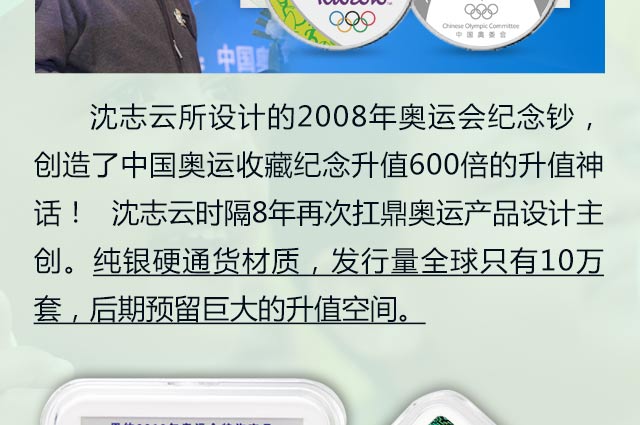 Chinese Olympic Committee
中国奥委会
中国奥
沈志云所设计的2008年奥运会纪念钞，
创造了中国奥运收藏纪念升值600倍的升值神
话！ 沈志云时隔8年再次扛鼎奥运产品设计主
创。纯银硬通货材质，发行量全球只有10万
套，后期预留巨大的升值空间。